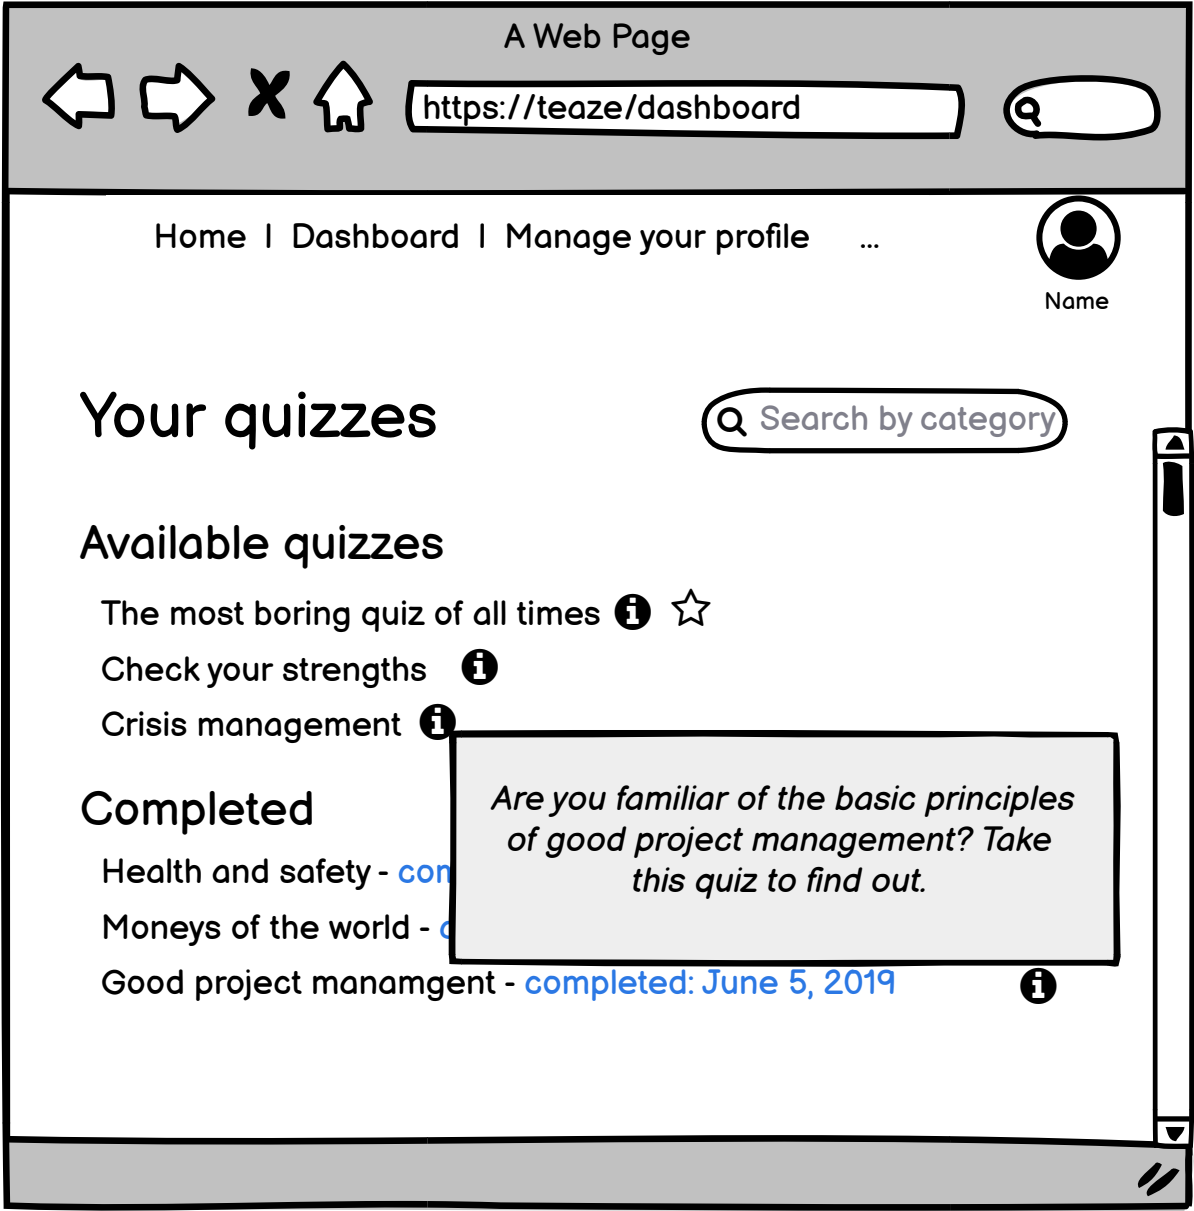 A Web Page
https://teaze/dashboard
Home | Dashboard | Manage your profile ...
Name
Your quizzes
Search by category
Available quizzes
The most boring quiz of all times
Check your strengths
Crisis management
Are you familiar of the basic principles
of good project management? Take
this quiz to find out.
Completed
Health and safety -
Moneys of the world -
Good project manamgent - completed: June 5, 2019